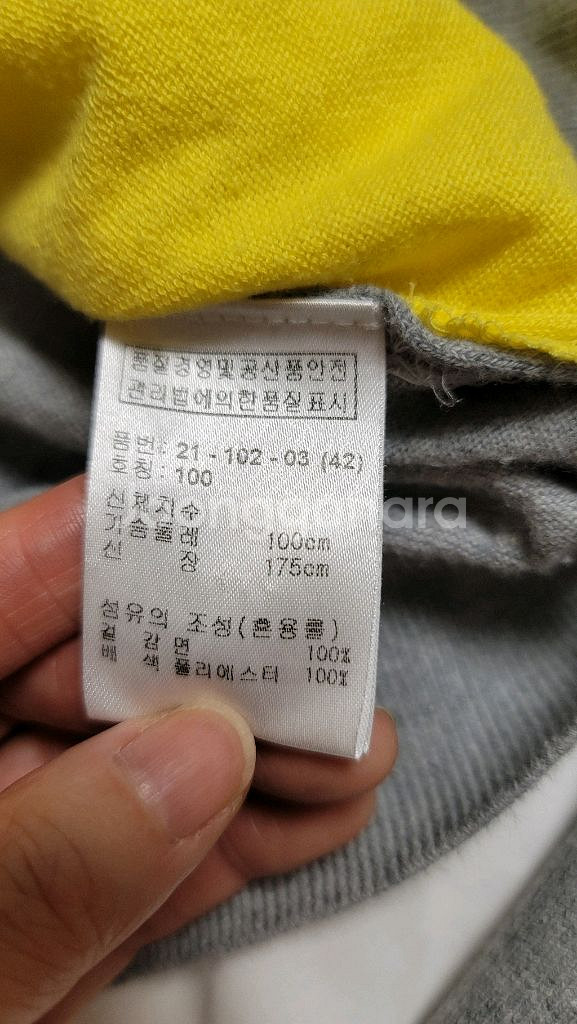 품질경영및공산품안전
관리법에의한품질표시
품번: 21 - 102 - 03 (42)
호칭: 100
신체치수
가슴둘레 100cm
신 장 175cm
섬유의 조성(혼용률)
겉 감 면 100%
배 색 폴리에스터 100%